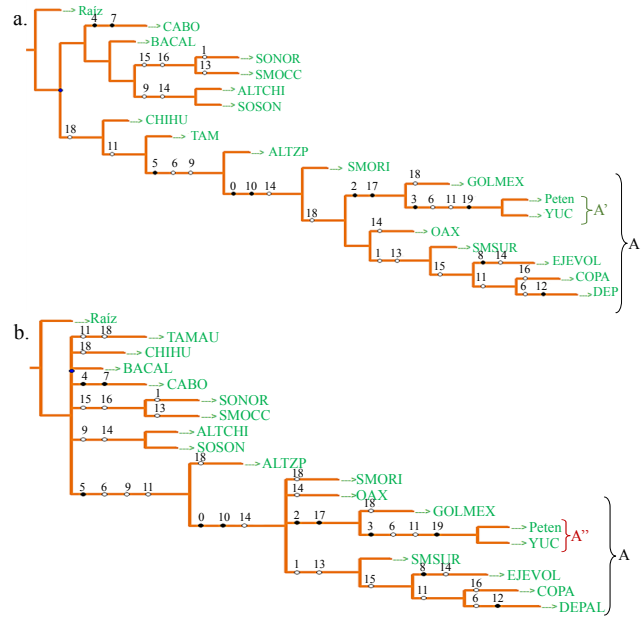 a.
--->Raiz
4 7
--->CABO
--->BACAL
15 16
1
--->SONOR
13
--->SMOCC
9 14
--->ALTCHI
--->SOSON
18
--->CHIHU
11
--->TAM
5 6 9
--->ALTZP
0 10 14
--->SMORI
18
2 17
18
--->GOLMEX
3 6 11 19
--->Peten
--->YUC
A'
A
14
--->OAX
1 13
--->SMSUR
15
8 14
--->EJEVOL
11
16
--->COPA
6 12
--->DEP
b.
--->Raiz
11 18
--->TAMAU
18
--->CHIHU
--->BACAL
4 7
--->CABO
15 16
1
--->SONOR
13
--->SMOCC
9 14
--->ALTCHI
--->SOSON
5 6 9 11
18
--->ALTZP
0 10 14
18
--->SMORI
14
--->OAX
2 17
18
--->GOLMEX
3 6 11 19
--->Peten
--->YUC
A''
A
1 13
--->SMSUR
15
8 14
--->EJEVOL
11
16
--->COPA
6 12
--->DEPAL